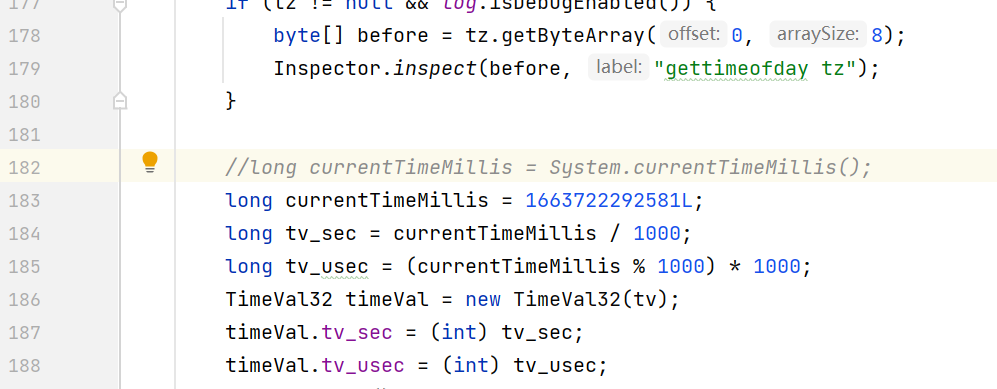 177 if (tz != null && log.isDebugEnabled()) {
178 byte[] before = tz.getByteArray( offset: 0, arraySize: 8);
179 Inspector.inspect(before, label: "gettimeofday tz");
180 }
181
182 //long currentTimeMillis = System.currentTimeMillis();
183 long currentTimeMillis = 1663722292581L;
184 long tv_sec = currentTimeMillis / 1000;
185 long tv_usec = (currentTimeMillis % 1000) * 1000;
186 TimeVal32 timeVal = new TimeVal32(tv);
187 timeVal.tv_sec = (int) tv_sec;
188 timeVal.tv_usec = (int) tv_usec;